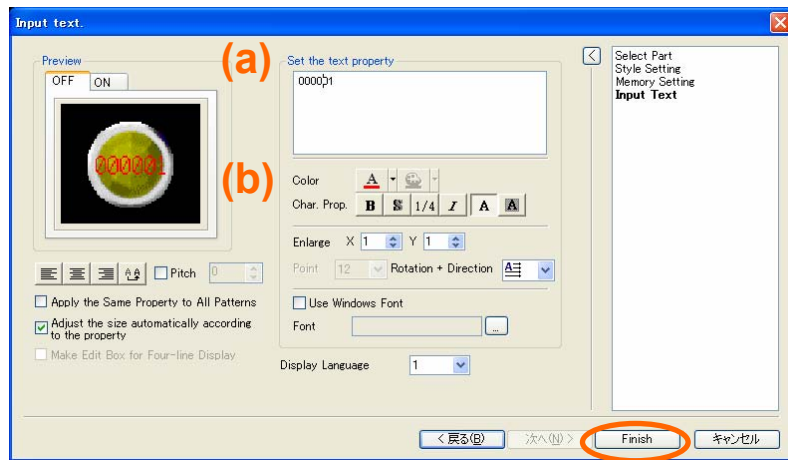 Input text.
Preview
OFF ON
000001
(a)
(b)
Set the text property
000001
Color A
Char. Prop. B S 1/4 I A A
Enlarge X 1 Y 1
Point 12 Rotation + Direction A
Use Windows Font
Font ...
Pitch 0
Apply the Same Property to All Patterns
Adjust the size automatically according
to the property
Make Edit Box for Four-line Display
Display Language 1
<
Select Part
Style Setting
Memory Setting
Input Text
< 戻る(B) 次へ(N) > Finish キャンセル